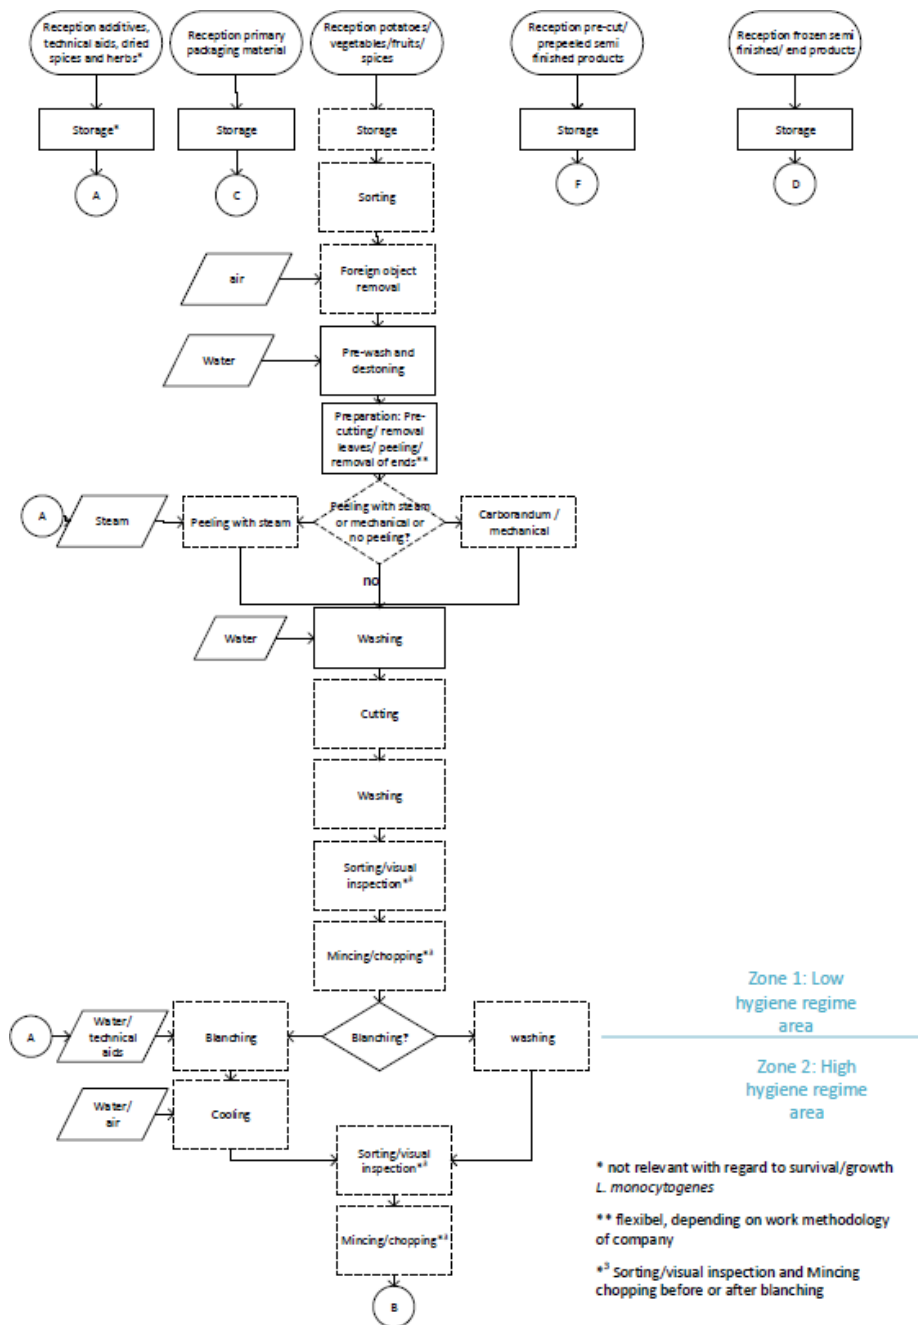 Reception additives,
technical aids, dried
spices and herbs*
Reception primary
packaging material
Reception potatoes/
vegetables/fruits/
spices
Reception pre-cut/
prepeeled semi
finished products
Reception frozen semi
finished/ end products
Storage*
Storage
Storage
Storage
Storage
A
C
F
D
Sorting
air
Foreign object
removal
Water
Pre-wash and
destoning
Preparation: Pre-
cutting/ removal
leaves/ peeling/
removal of ends**
A
Steam
Peeling with steam
Peeling with steam
or mechanical or
no peeling?
Carborandum /
mechanical
no
Water
Washing
Cutting
Washing
Sorting/visual
inspection*³
Mincing/chopping*³
Zone 1: Low
hygiene regime
area
A
Water/
technical
aids
Blanching
Blanching?
washing
Zone 2: High
hygiene regime
area
Water/
air
Cooling
Sorting/visual
inspection*³
Mincing/chopping*³
B
* not relevant with regard to survival/growth
L. monocytogenes
** flexibel, depending on work methodology
of company
*³ Sorting/visual inspection and Mincing
chopping before or after blanching